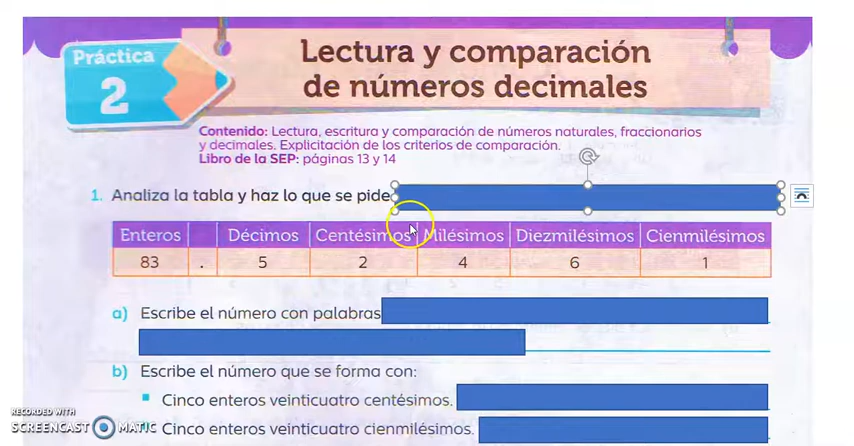 Práctica
2
Lectura y comparación
de números decimales
Contenido: Lectura, escritura y comparación de números naturales, fraccionarios
y decimales. Explicitación de los criterios de comparación.
Libro de la SEP: páginas 13 y 14
1. Analiza la tabla y haz lo que se pide
Enteros Décimos Centésimos Milésimos Diezmilésimos Cienmilésimos
83 . 5 2 4 6 1
a) Escribe el número con palabras
b) Escribe el número que se forma con:
Cinco enteros veinticuatro centésimos.
Cinco enteros veinticuatro cienmilésimos.
RECORDED WITH
SCREENCAST MATIC